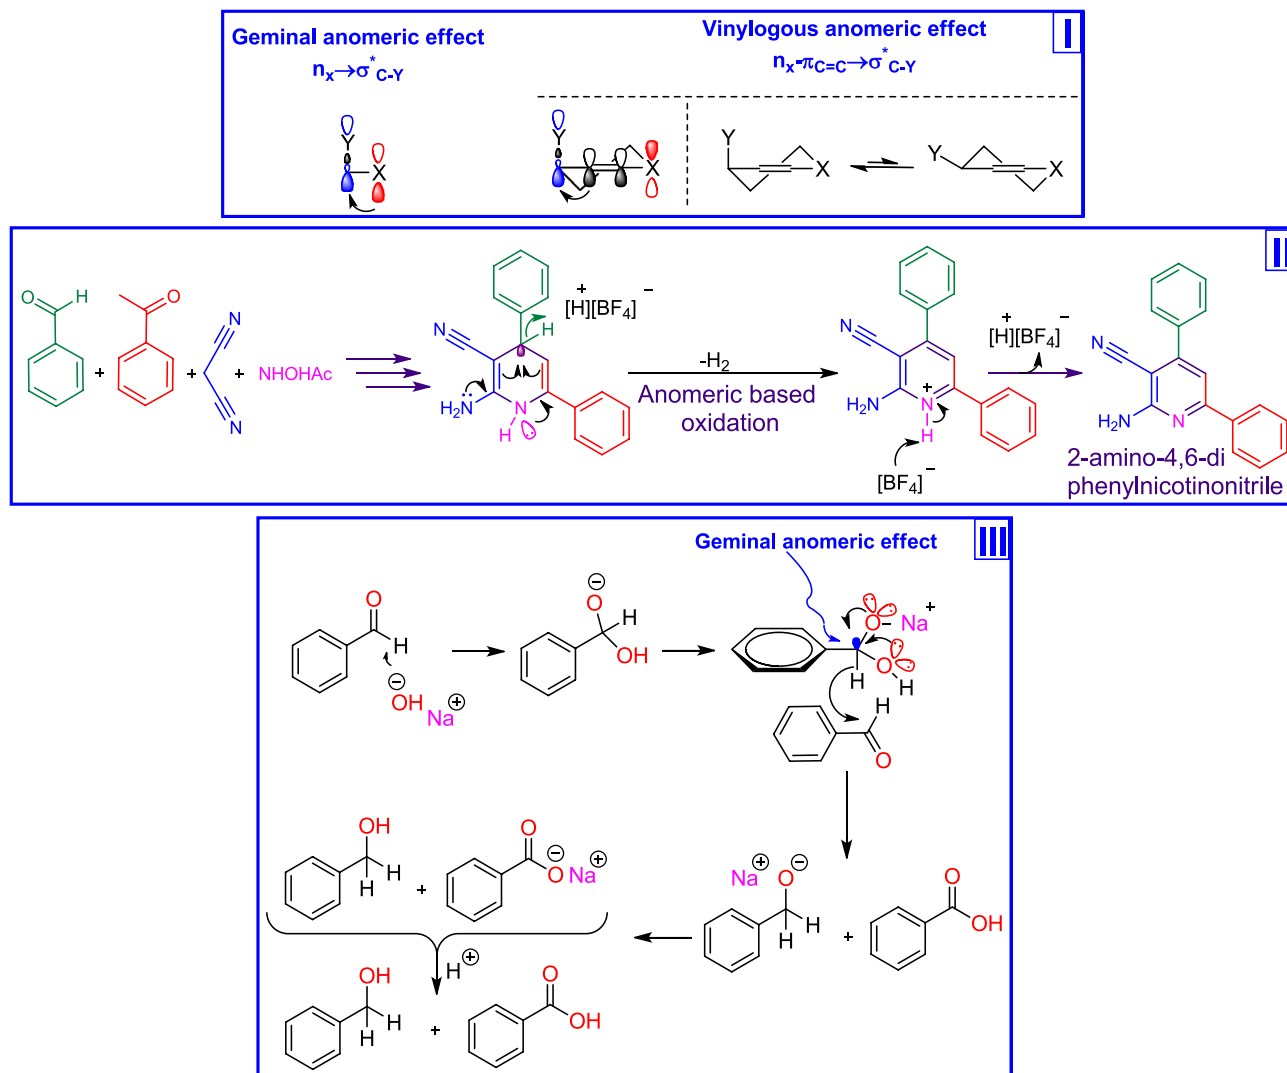 Geminal anomeric effect
nx→σ*C-Y
Vinylogous anomeric effect
nx-πC=C→σ*C-Y
I
Y
X
Y
X
Y
X
Y
X
II
O
H
+
O
+
N
N
+
NHOHAc
N
H
H2N
N
H
+
[H][BF4]
−
-H2
Anomeric based
oxidation
N
H2N
+
N
H
[BF4]
−
+
[H][BF4]
−
N
H2N
N
2-amino-4,6-di
phenylnicotinonitrile
III
Geminal anomeric effect
O
H
−
OH
Na
+
−
O
H
OH
O
−
Na
+
O
H
H
H
O
OH
H
H
+
O
−
O
Na
+
Na
+
−
O
H
H
+
O
OH
H
+
OH
H
H
+
O
OH